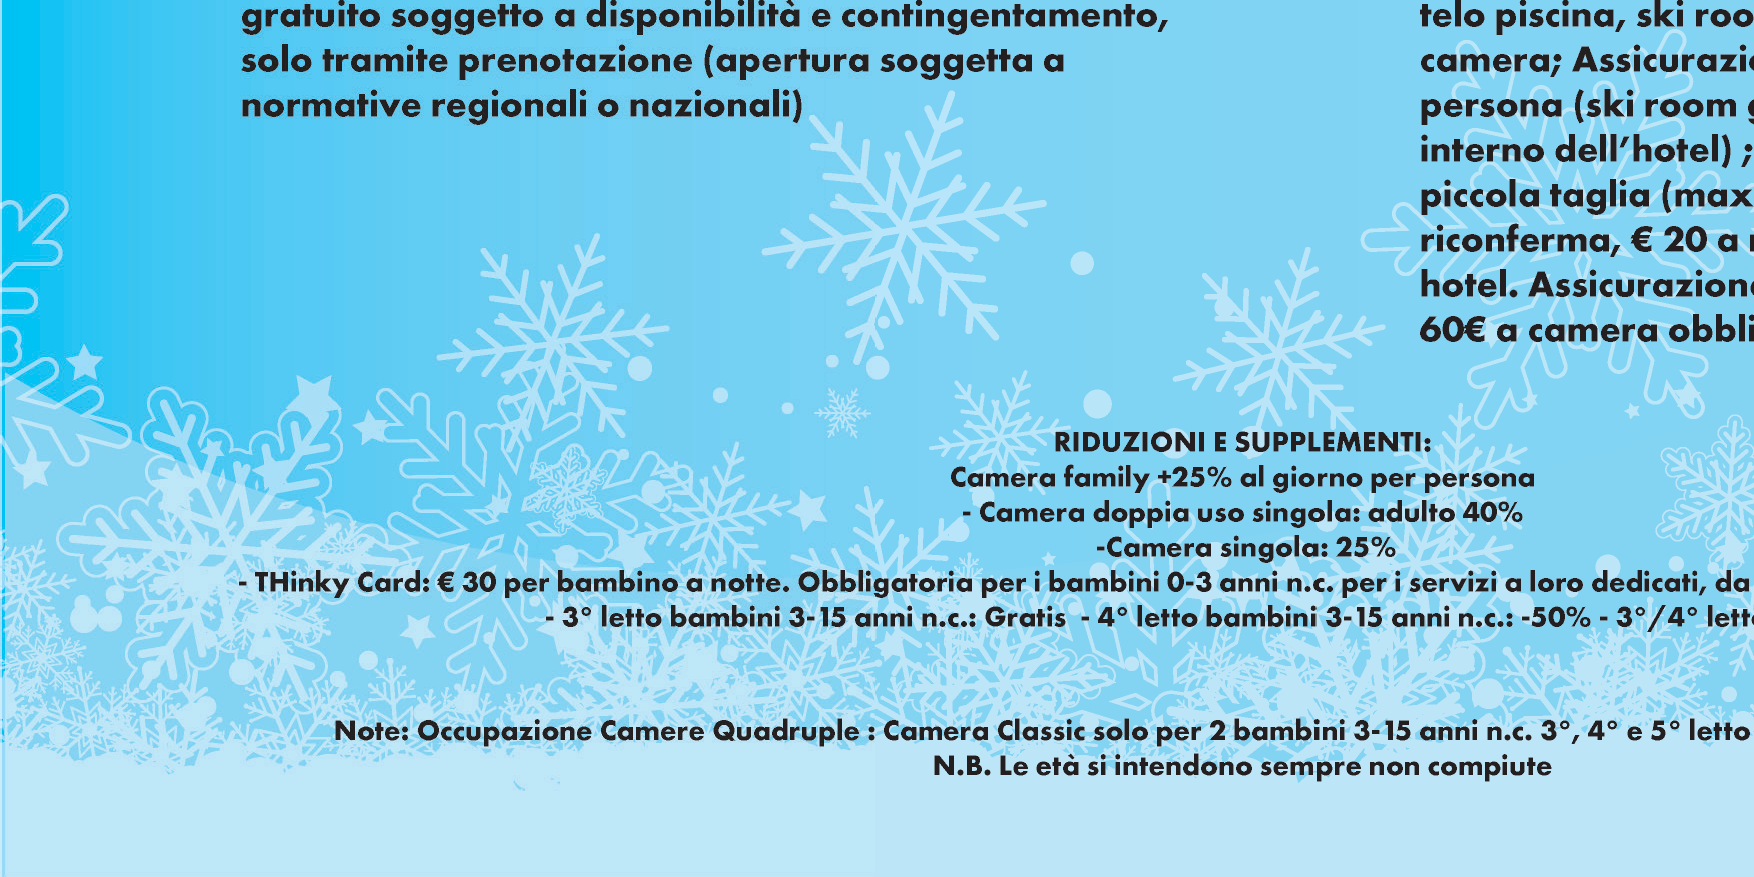 gratuito soggetto a disponibilità e contingentamento,
solo tramite prenotazione (apertura soggetta a
normative regionali o nazionali)
telo piscina, ski roo
camera; Assicurazi
persona (ski room g
interno dell'hotel) ;
piccola taglia (max
riconferma, € 20 a
hotel. Assicurazion
60€ a camera obbli
RIDUZIONI E SUPPLEMENTI:
Camera family +25% al giorno per persona
- Camera doppia uso singola: adulto 40%
-Camera singola: 25%
- THinky Card: € 30 per bambino a notte. Obbligatoria per i bambini 0-3 anni n.c. per i servizi a loro dedicati, da
- 3° letto bambini 3-15 anni n.c.: Gratis - 4° letto bambini 3-15 anni n.c.: -50% - 3°/4° lett
Note: Occupazione Camere Quadruple : Camera Classic solo per 2 bambini 3-15 anni n.c. 3°, 4° e 5° letto
N.B. Le età si intendono sempre non compiute